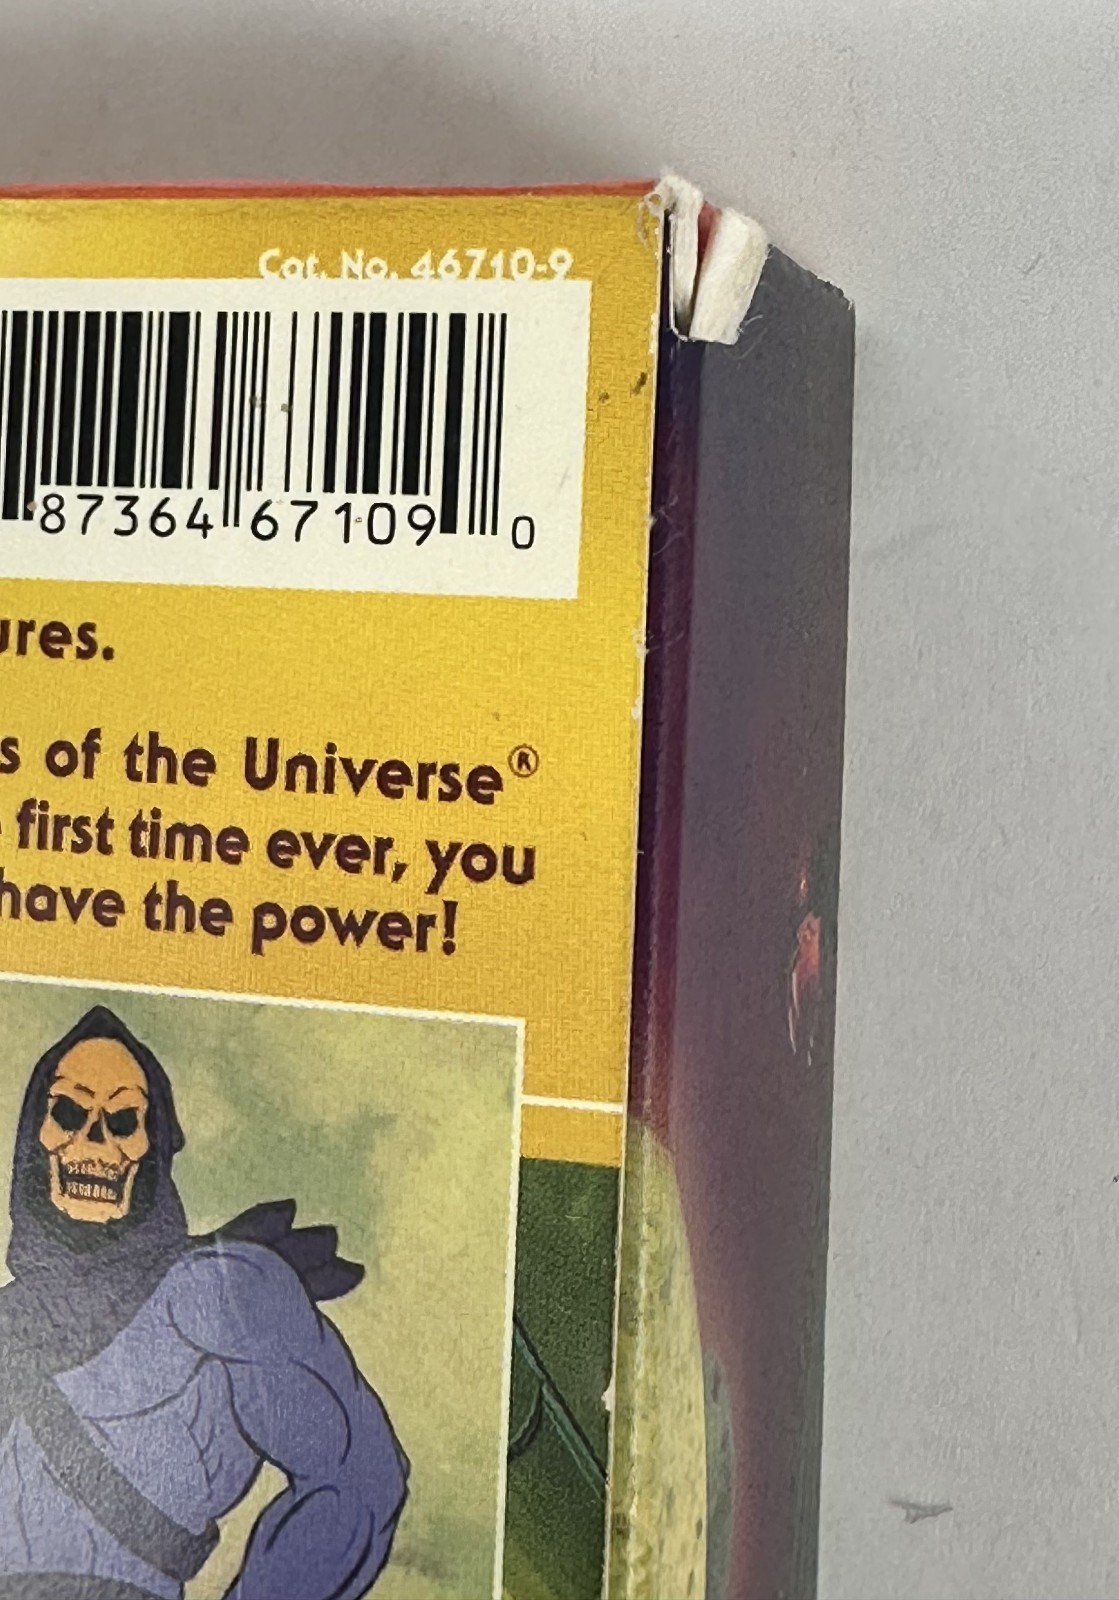 Cat. No. 46710-9
87364 67109 0
ures.
s of the Universe®
first time ever, you
have the power!